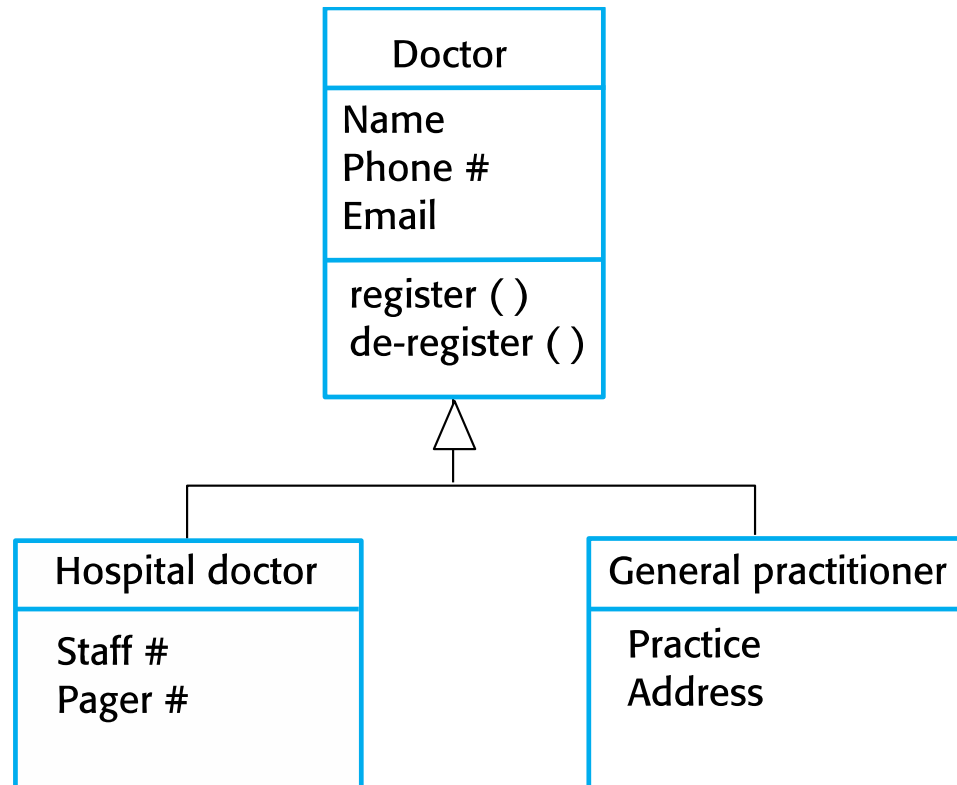 Doctor
Name
Phone #
Email
register ( )
de-register ( )
Hospital doctor
Staff #
Pager #
General practitioner
Practice
Address